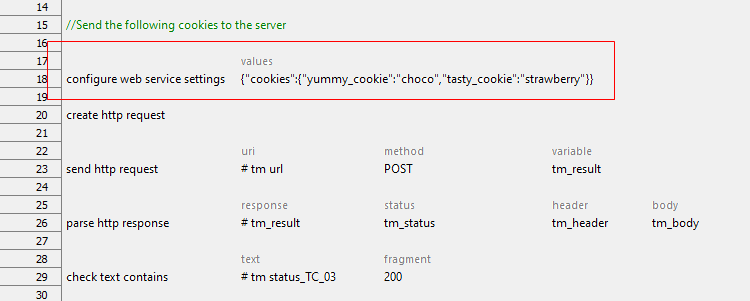 14
15 //Send the following cookies to the server
16
17 values
18 configure web service settings {"cookies":{"yummy_cookie":"choco","tasty_cookie":"strawberry"}}
19
20 create http request
21
22 uri method variable
23 send http request # tm url POST tm_result
24
25 response status header body
26 parse http response # tm_result tm_status tm_header tm_body
27
28 text fragment
29 check text contains # tm status_TC_03 200
30